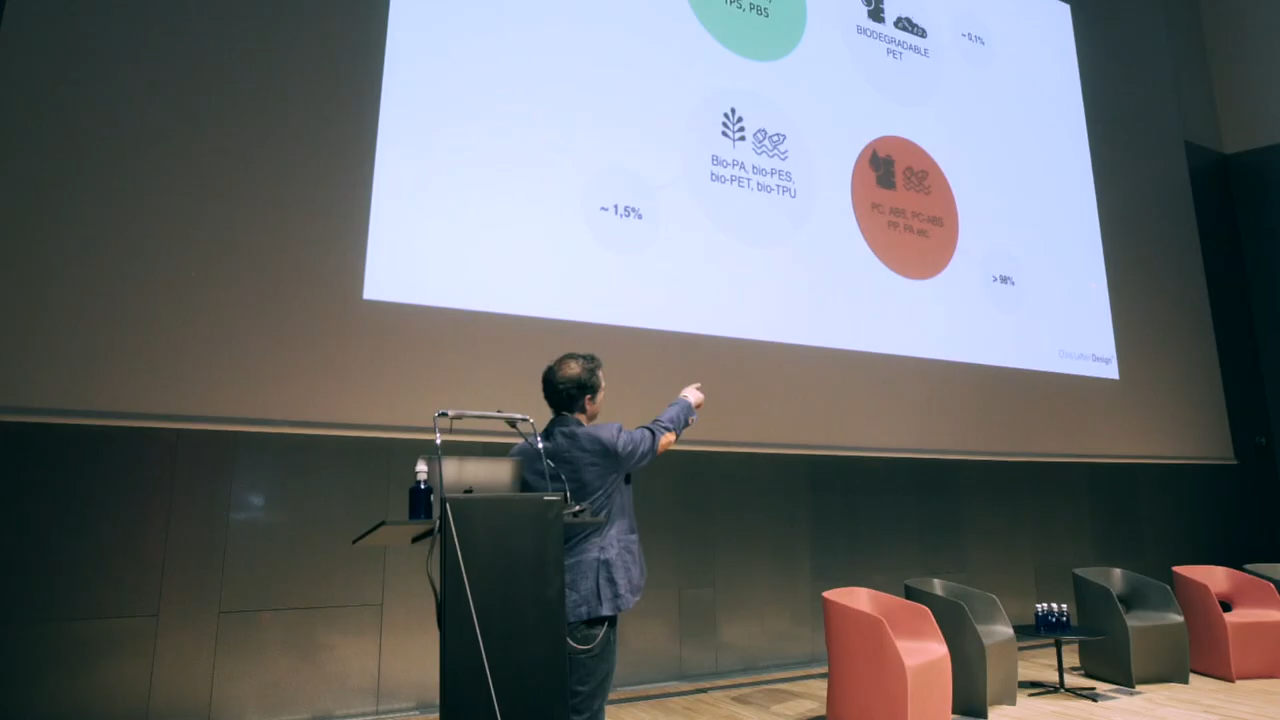 TPS, PBS
BIODEGRADABLE
PET
~ 0,1%
Bio-PA, bio-PES,
bio-PET, bio-TPU
~ 1,5%
PC, ABS, PC-ABS
PP, PA etc.
> 98%
Design